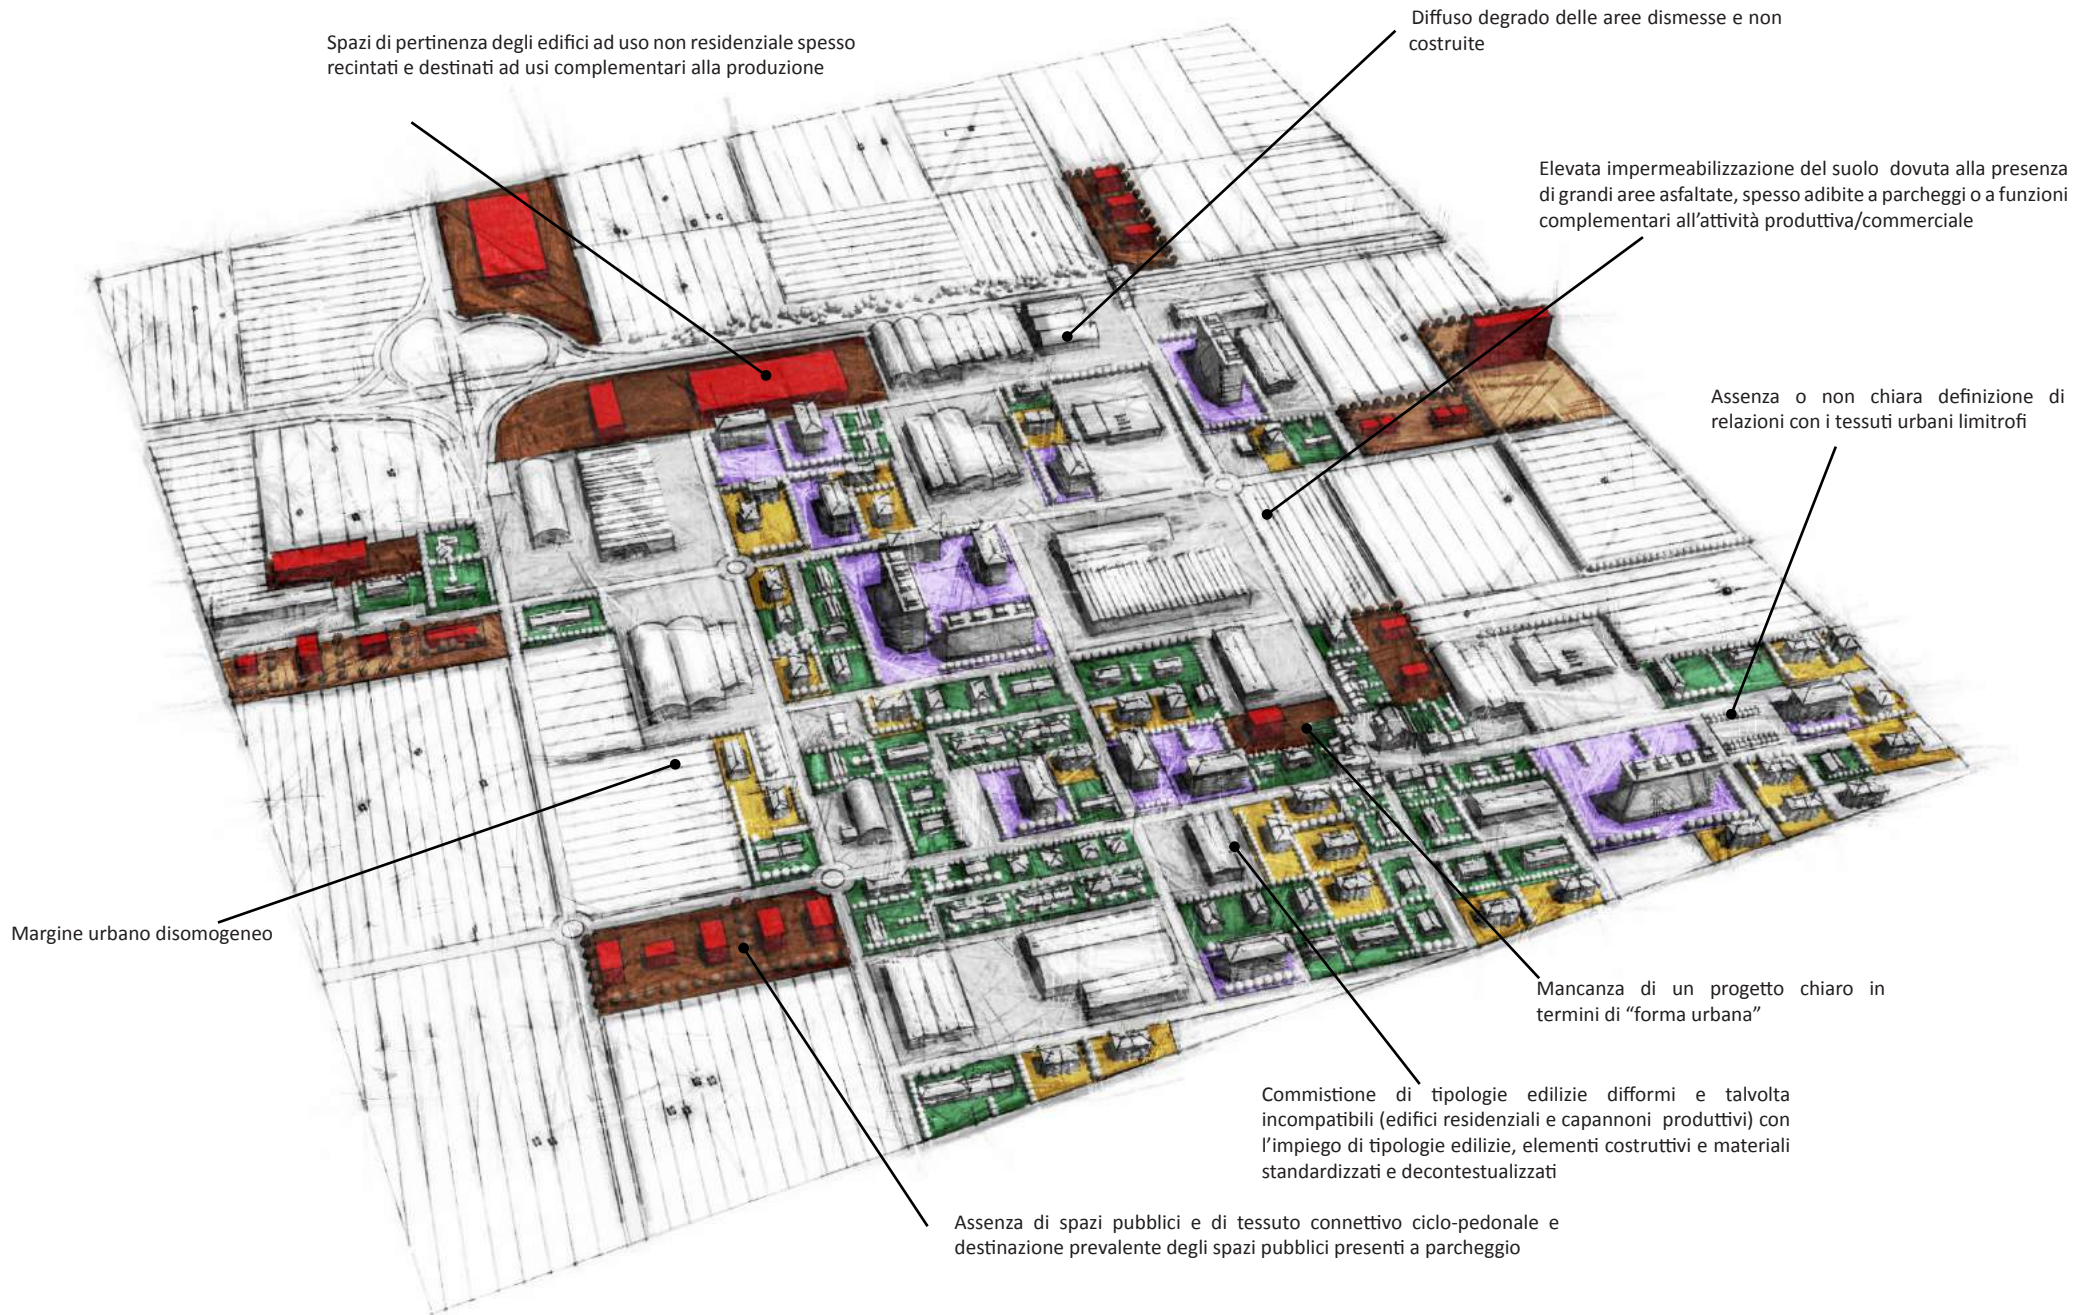 Diffuso degrado delle aree dismesse e non
costruite
Spazi di pertinenza degli edifici ad uso non residenziale spesso
recintati e destinati ad usi complementari alla produzione
Elevata impermeabilizzazione del suolo dovuta alla presenza
di grandi aree asfaltate, spesso adibite a parcheggi o a funzioni
complementari all'attività produttiva/commerciale
Assenza o non chiara definizione di
relazioni con i tessuti urbani limitrofi
Margine urbano disomogeneo
Mancanza di un progetto chiaro in
termini di “forma urbana”
Commistione di tipologie edilizie difformi e talvolta
incompatibili (edifici residenziali e capannoni produttivi) con
l'impiego di tipologie edilizie, elementi costruttivi e materiali
standardizzati e decontestualizzati
Assenza di spazi pubblici e di tessuto connettivo ciclo-pedonale e
destinazione prevalente degli spazi pubblici presenti a parcheggio